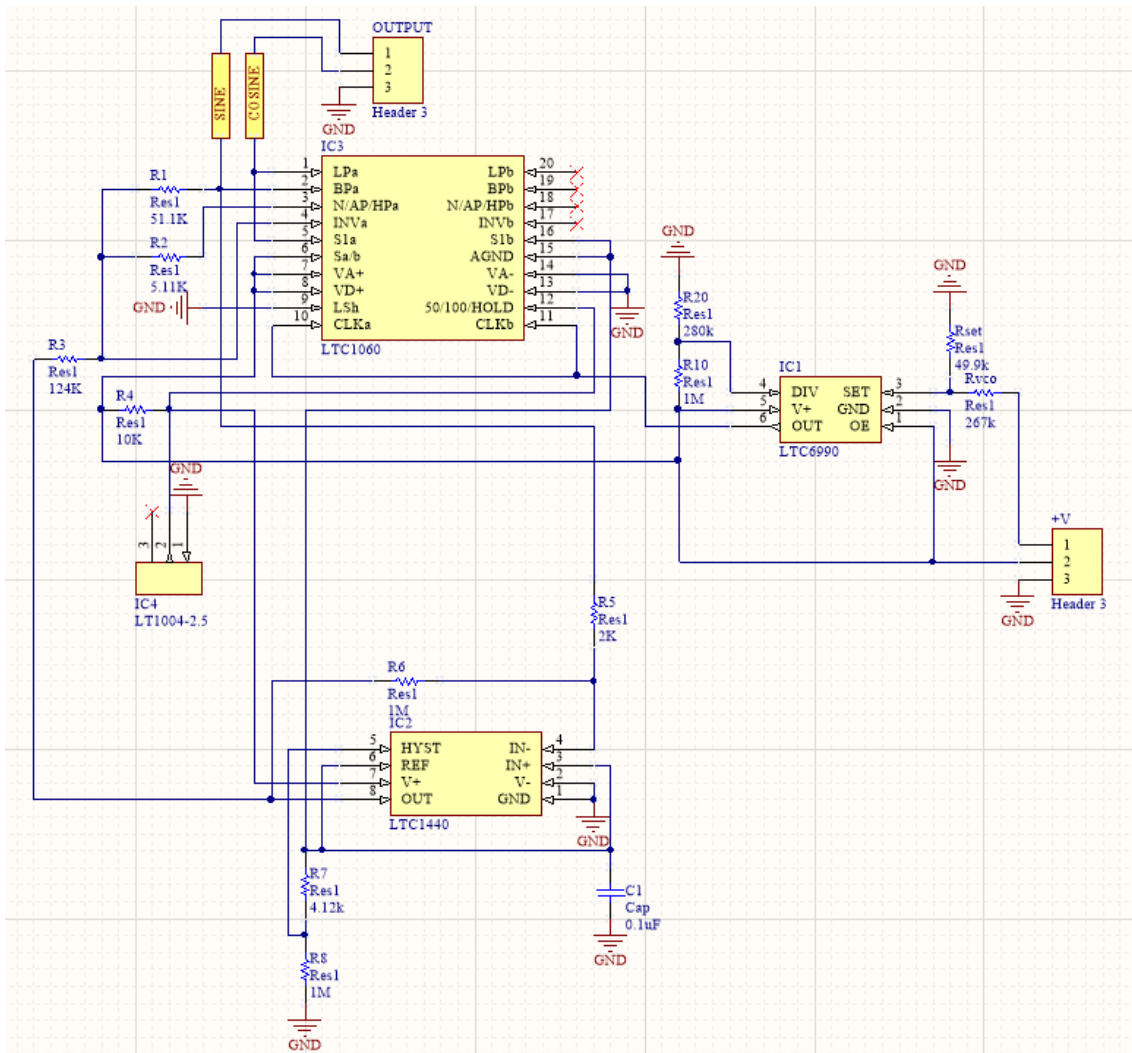 OUTPUT
1
2
3
Header 3
GND
SINE
COSINE
IC3
1 LPa LPb 20
2 BPa BPb 19
3 N/AP/HPa N/AP/HPb 18
4 INVa INVb 17
5 S1a S1b 16
6 Sa/b AGND 15
7 VA+ VA- 14
8 VD+ VD- 13
9 LSh 50/100/HOLD 12
10 CLKa CLKb 11
LTC1060
R1
Res1
51.1K
R2
Res1
5.11K
GND
GND
R3
Res1
124K
R4
Res1
10K
GND
3 2 1
IC4
LT1004-2.5
GND
R20
Res1
280k
R10
Res1
1M
GND
Rset
Res1
49.9k
Rvco
Res1
267k
IC1
4 DIV SET 3
5 V+ GND 2
6 OUT OE 1
LTC6990
GND
+V
1
2
3
Header 3
GND
R5
Res1
2K
R6
Res1
1M
IC2
5 HYST IN- 4
6 REF IN+ 3
7 V+ V- 2
8 OUT GND 1
LTC1440
GND
R7
Res1
4.12k
C1
Cap
0.1uF
GND
R8
Res1
1M
GND